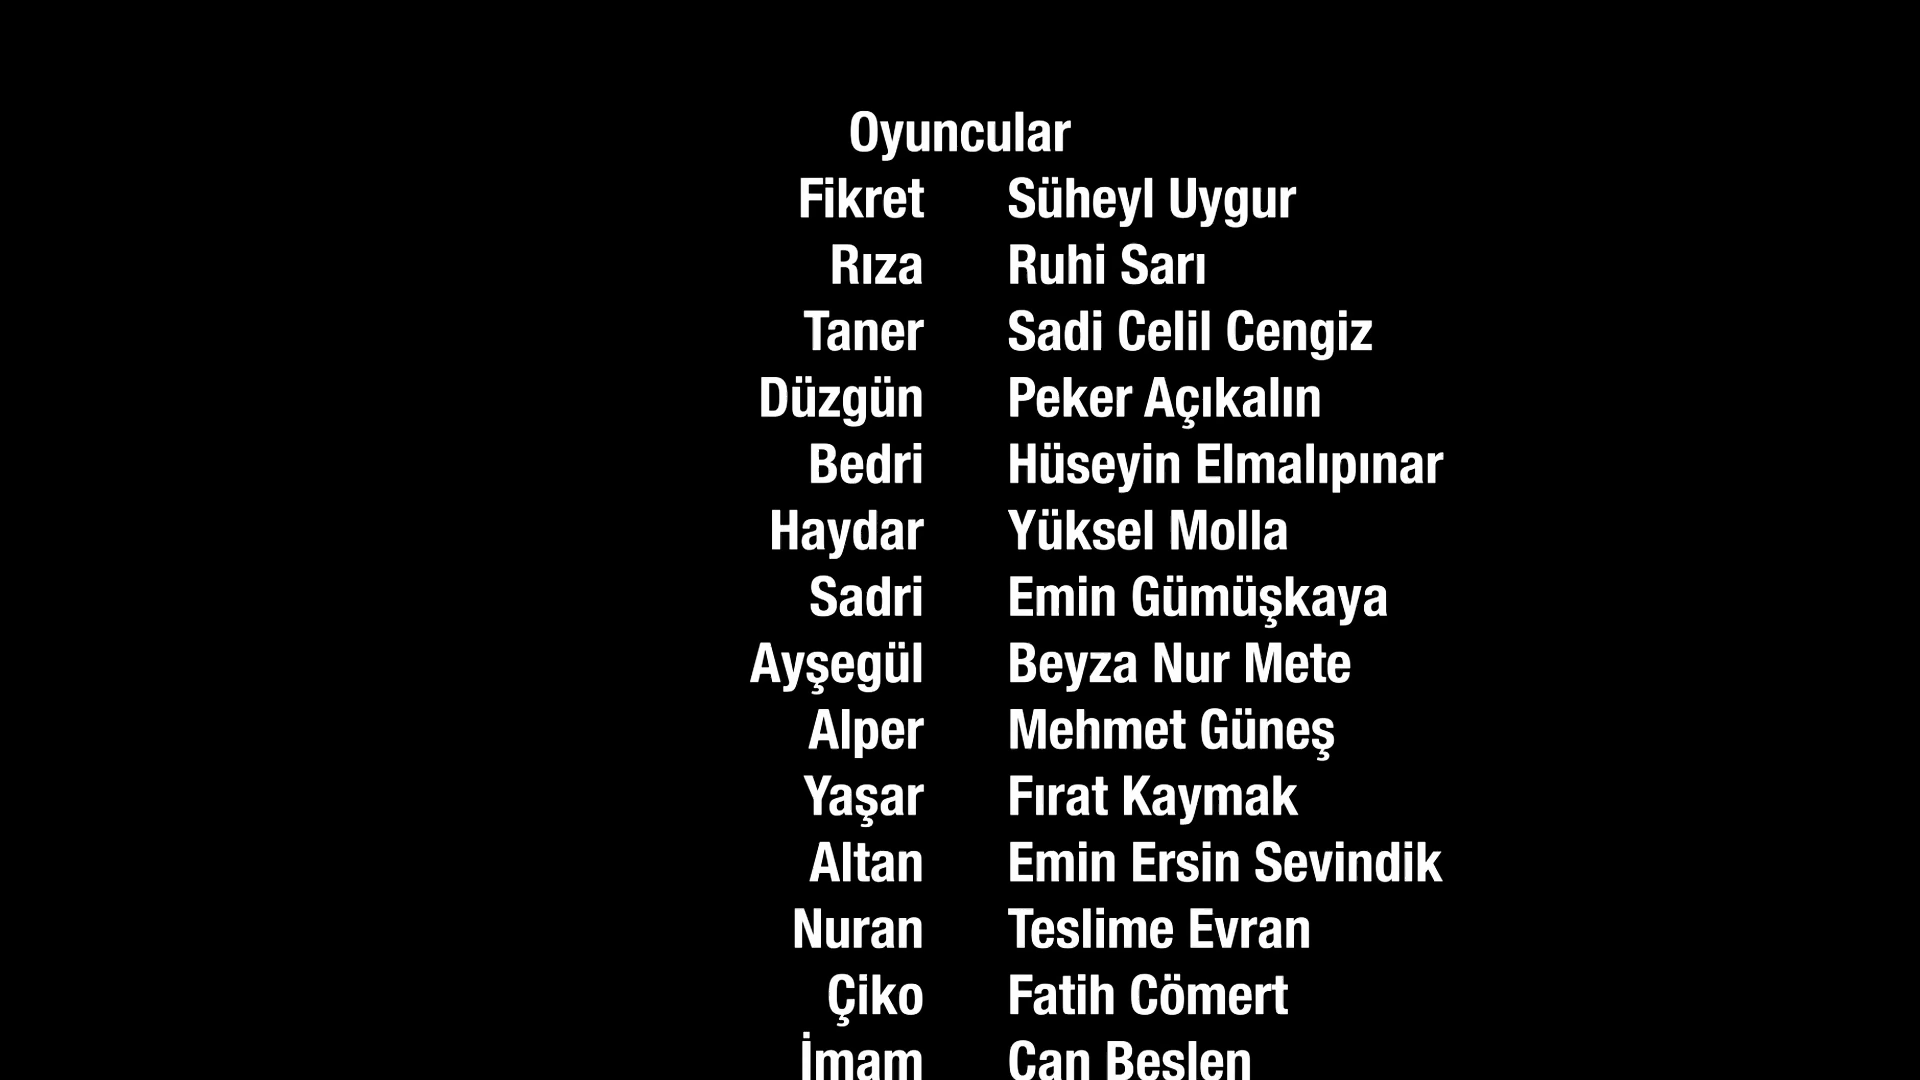 Oyuncular
Fikret Süheyl Uygur
Rıza Ruhi Sarı
Taner Sadi Celil Cengiz
Düzgün Peker Açıkalın
Bedri Hüseyin Elmalıpınar
Haydar Yüksel Molla
Sadri Emin Gümüşkaya
Ayşegül Beyza Nur Mete
Alper Mehmet Güneş
Yaşar Fırat Kaymak
Altan Emin Ersin Sevindik
Nuran Teslime Evran
Çiko Fatih Cömert
İmam Can Beslen